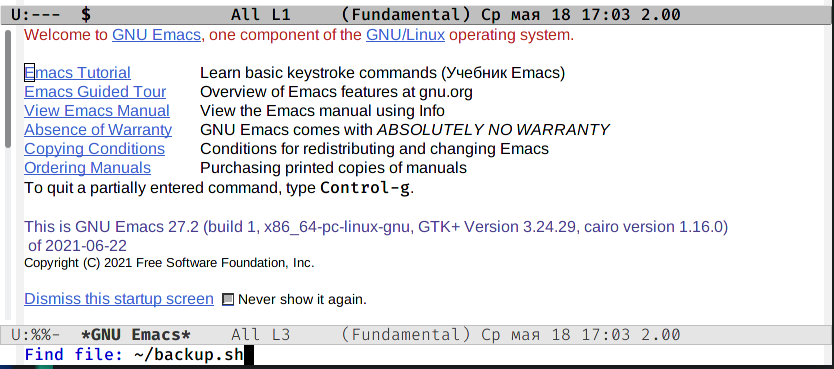 U:---  $              All L1     (Fundamental) Ср мая 18 17:03 2.00
Welcome to GNU Emacs, one component of the GNU/Linux operating system.
Emacs Tutorial Learn basic keystroke commands (Учебник Emacs)
Emacs Guided Tour Overview of Emacs features at gnu.org
View Emacs Manual View the Emacs manual using Info
Absence of Warranty GNU Emacs comes with ABSOLUTELY NO WARRANTY
Copying Conditions Conditions for redistributing and changing Emacs
Ordering Manuals Purchasing printed copies of manuals
To quit a partially entered command, type Control-g.
This is GNU Emacs 27.2 (build 1, x86_64-pc-linux-gnu, GTK+ Version 3.24.29, cairo version 1.16.0)
of 2021-06-22
Copyright (C) 2021 Free Software Foundation, Inc.
Dismiss this startup screen Never show it again.
U:%%-  *GNU Emacs*    All L3     (Fundamental) Ср мая 18 17:03 2.00
Find file: ~/backup.sh